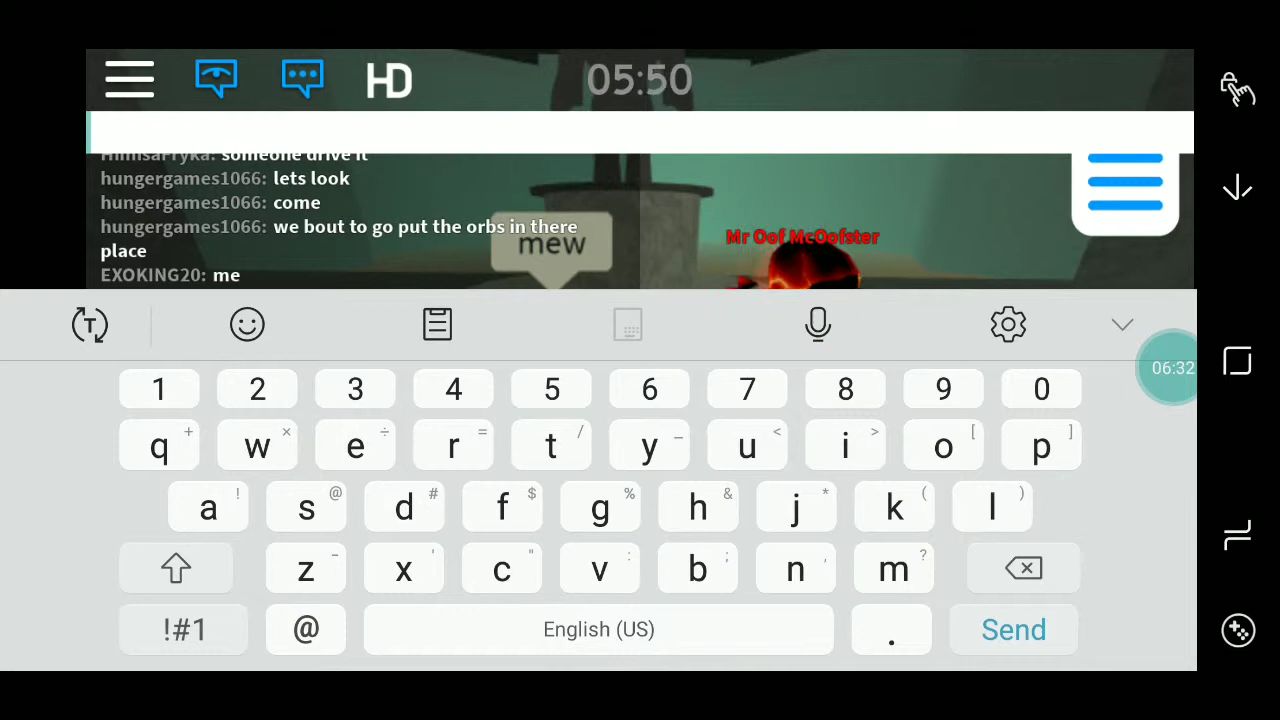 HD
05:50
someone drive it
hungergames1066: lets look
hungergames1066: come
hungergames1066: we bout to go put the orbs in there
place
EXOKING20: me
mew
Mr Oof McOofster
T
06:32
1 2 3 4 5 6 7 8 9 0
q + w × e ÷ r = t / y _ u < i > o [ p ]
a ! s @ d # f $ g % h & j * k ( l )
z - x ' c " v : b ; n , m ?
!#1 @ English (US) . Send